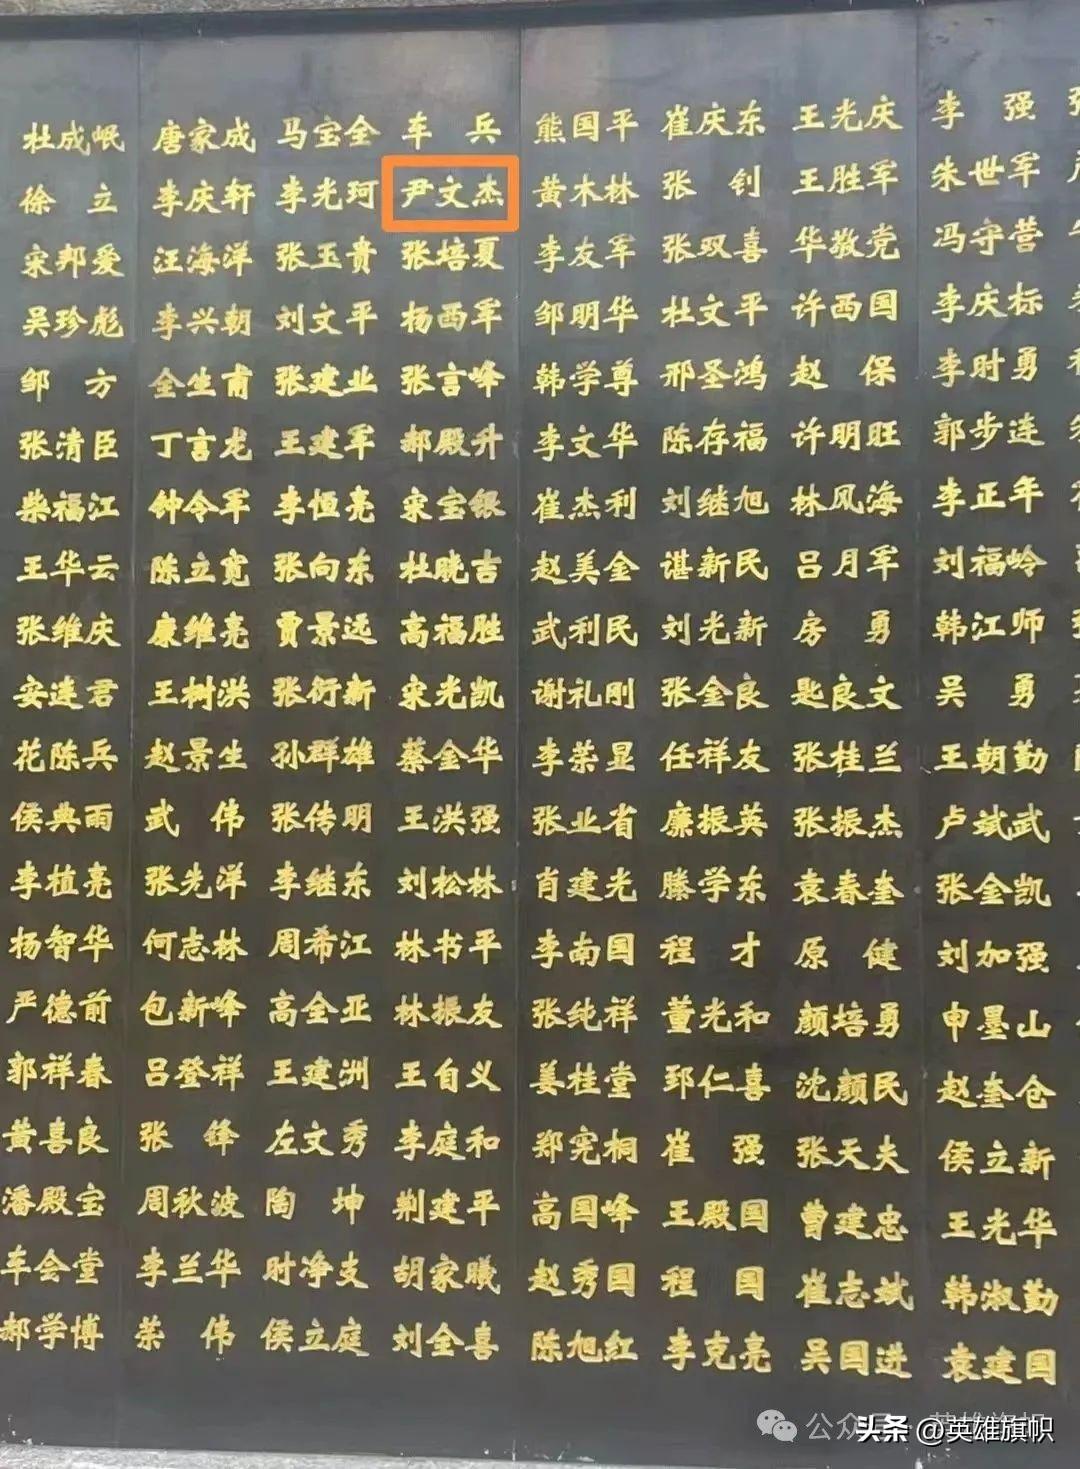 杜成岷 唐家成 马宝全 车兵 熊国平 崔庆东 王光庆 李强
徐立 李庆轩 李光珂 尹文杰 黄木林 张钊 王胜军 朱世军
宋邦爱 汪海洋 张玉贵 张培夏 李友军 张双喜 华敬党 冯守营
吴珍彪 李兴朝 刘文平 杨西军 邹明华 杜文平 许西国 李庆标
邹方 全生甫 张建业 张言峰 韩学尊 邢圣鸿 赵保 李时勇
张清臣 丁言龙 王建军 郝殿升 李文华 陈存福 许明旺 郭步连
柴福江 钟令军 李恒亮 宋宝银 崔杰利 刘继旭 林风海 李正年
王华云 陈立宽 张向东 杜晓吉 赵美金 谌新民 吕月军 刘福岭
张维庆 康维亮 贾景远 高福胜 武利民 刘光新 房勇 韩江师
安连君 王树洪 张衍新 宋光凯 谢礼刚 张金良 匙良文 吴勇
花陈兵 赵景生 孙群雄 蔡金华 李荣显 任祥友 张桂兰 王朝勤
侯典雨 武伟 张传明 王洪强 张业省 廉振英 张振杰 卢斌武
李植亮 张先洋 李继东 刘松林 肖建光 滕学东 袁春奎 张金凯
杨智华 何志林 周希江 林书平 李南国 程才 原健 刘加强
严德前 包新峰 高全亚 林振友 张纯祥 董光和 颜培勇 申墨山
郭祥春 吕登祥 王建洲 王自义 姜桂堂 郅仁喜 沈颜民 赵奎仓
黄喜良 张锋 左文秀 李庭和 郑宪桐 崔强 张天夫 侯立新
潘殿宝 周秋波 陶坤 荆建平 高国峰 王殿国 曹建忠 王光华
车会堂 李兰华 时净支 胡家曦 赵秀国 程国 崔志斌 韩淑勤
郝学博 荣伟 侯立庭 刘全喜 陈旭红 李克亮 吴国进 袁建国
公众号
头条 @英雄旗帜